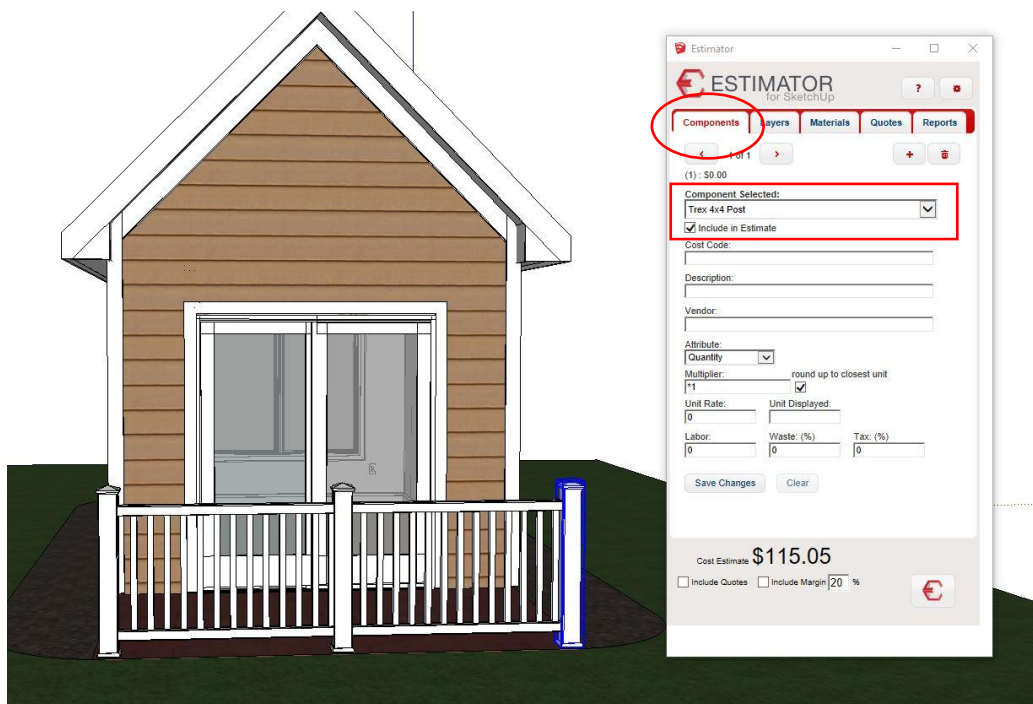 Estimator
ESTIMATOR
for SketchUp
?
Components Layers Materials Quotes Reports
< 1 of 1 > +
(1) : $0.00
Component Selected:
Trex 4x4 Post
Include in Estimate
Cost Code:
Description:
Vendor:
Attribute:
Quantity
Multiplier: round up to closest unit
*1
Unit Rate: Unit Displayed:
0
Labor: Waste: (%) Tax: (%)
0 0 0
Save Changes Clear
Cost Estimate $115.05
Include Quotes Include Margin 20 %